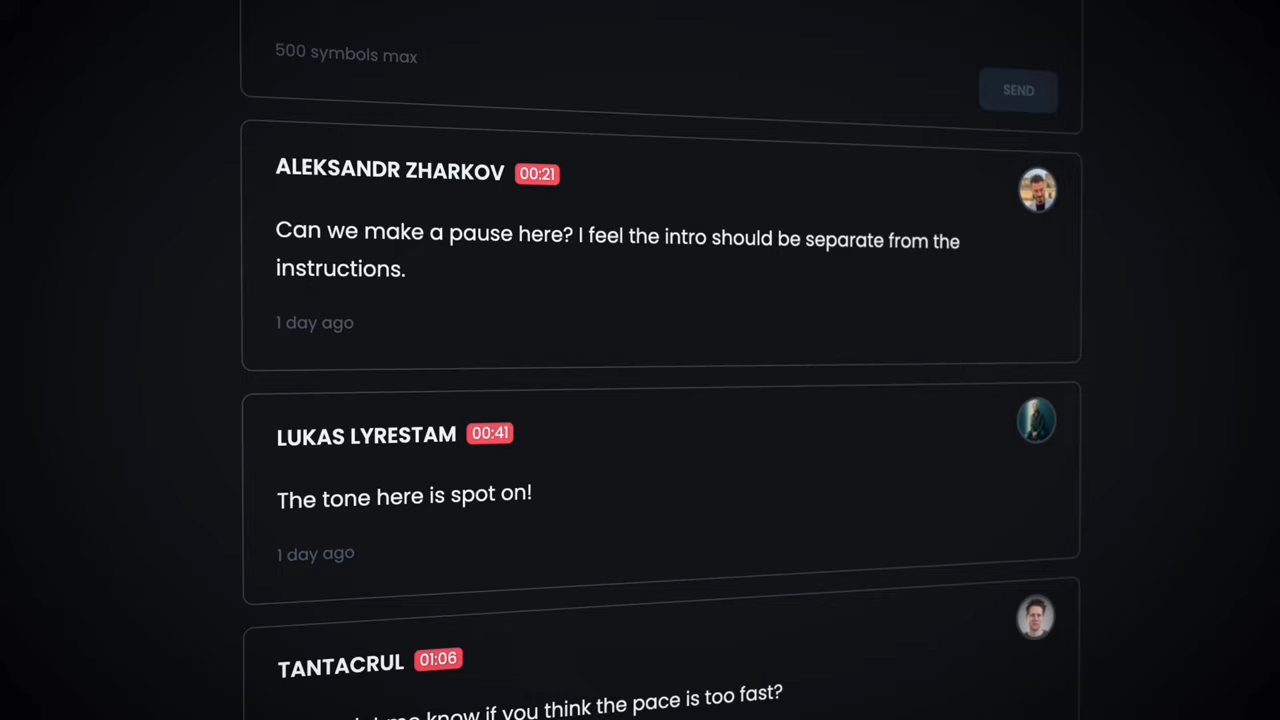 500 symbols max
SEND
ALEKSANDR ZHARKOV 00:21
Can we make a pause here? I feel the intro should be separate from the
instructions.
1 day ago
LUKAS LYRESTAM 00:41
The tone here is spot on!
1 day ago
TANTACRUL 01:06
me know if you think the pace is too fast?